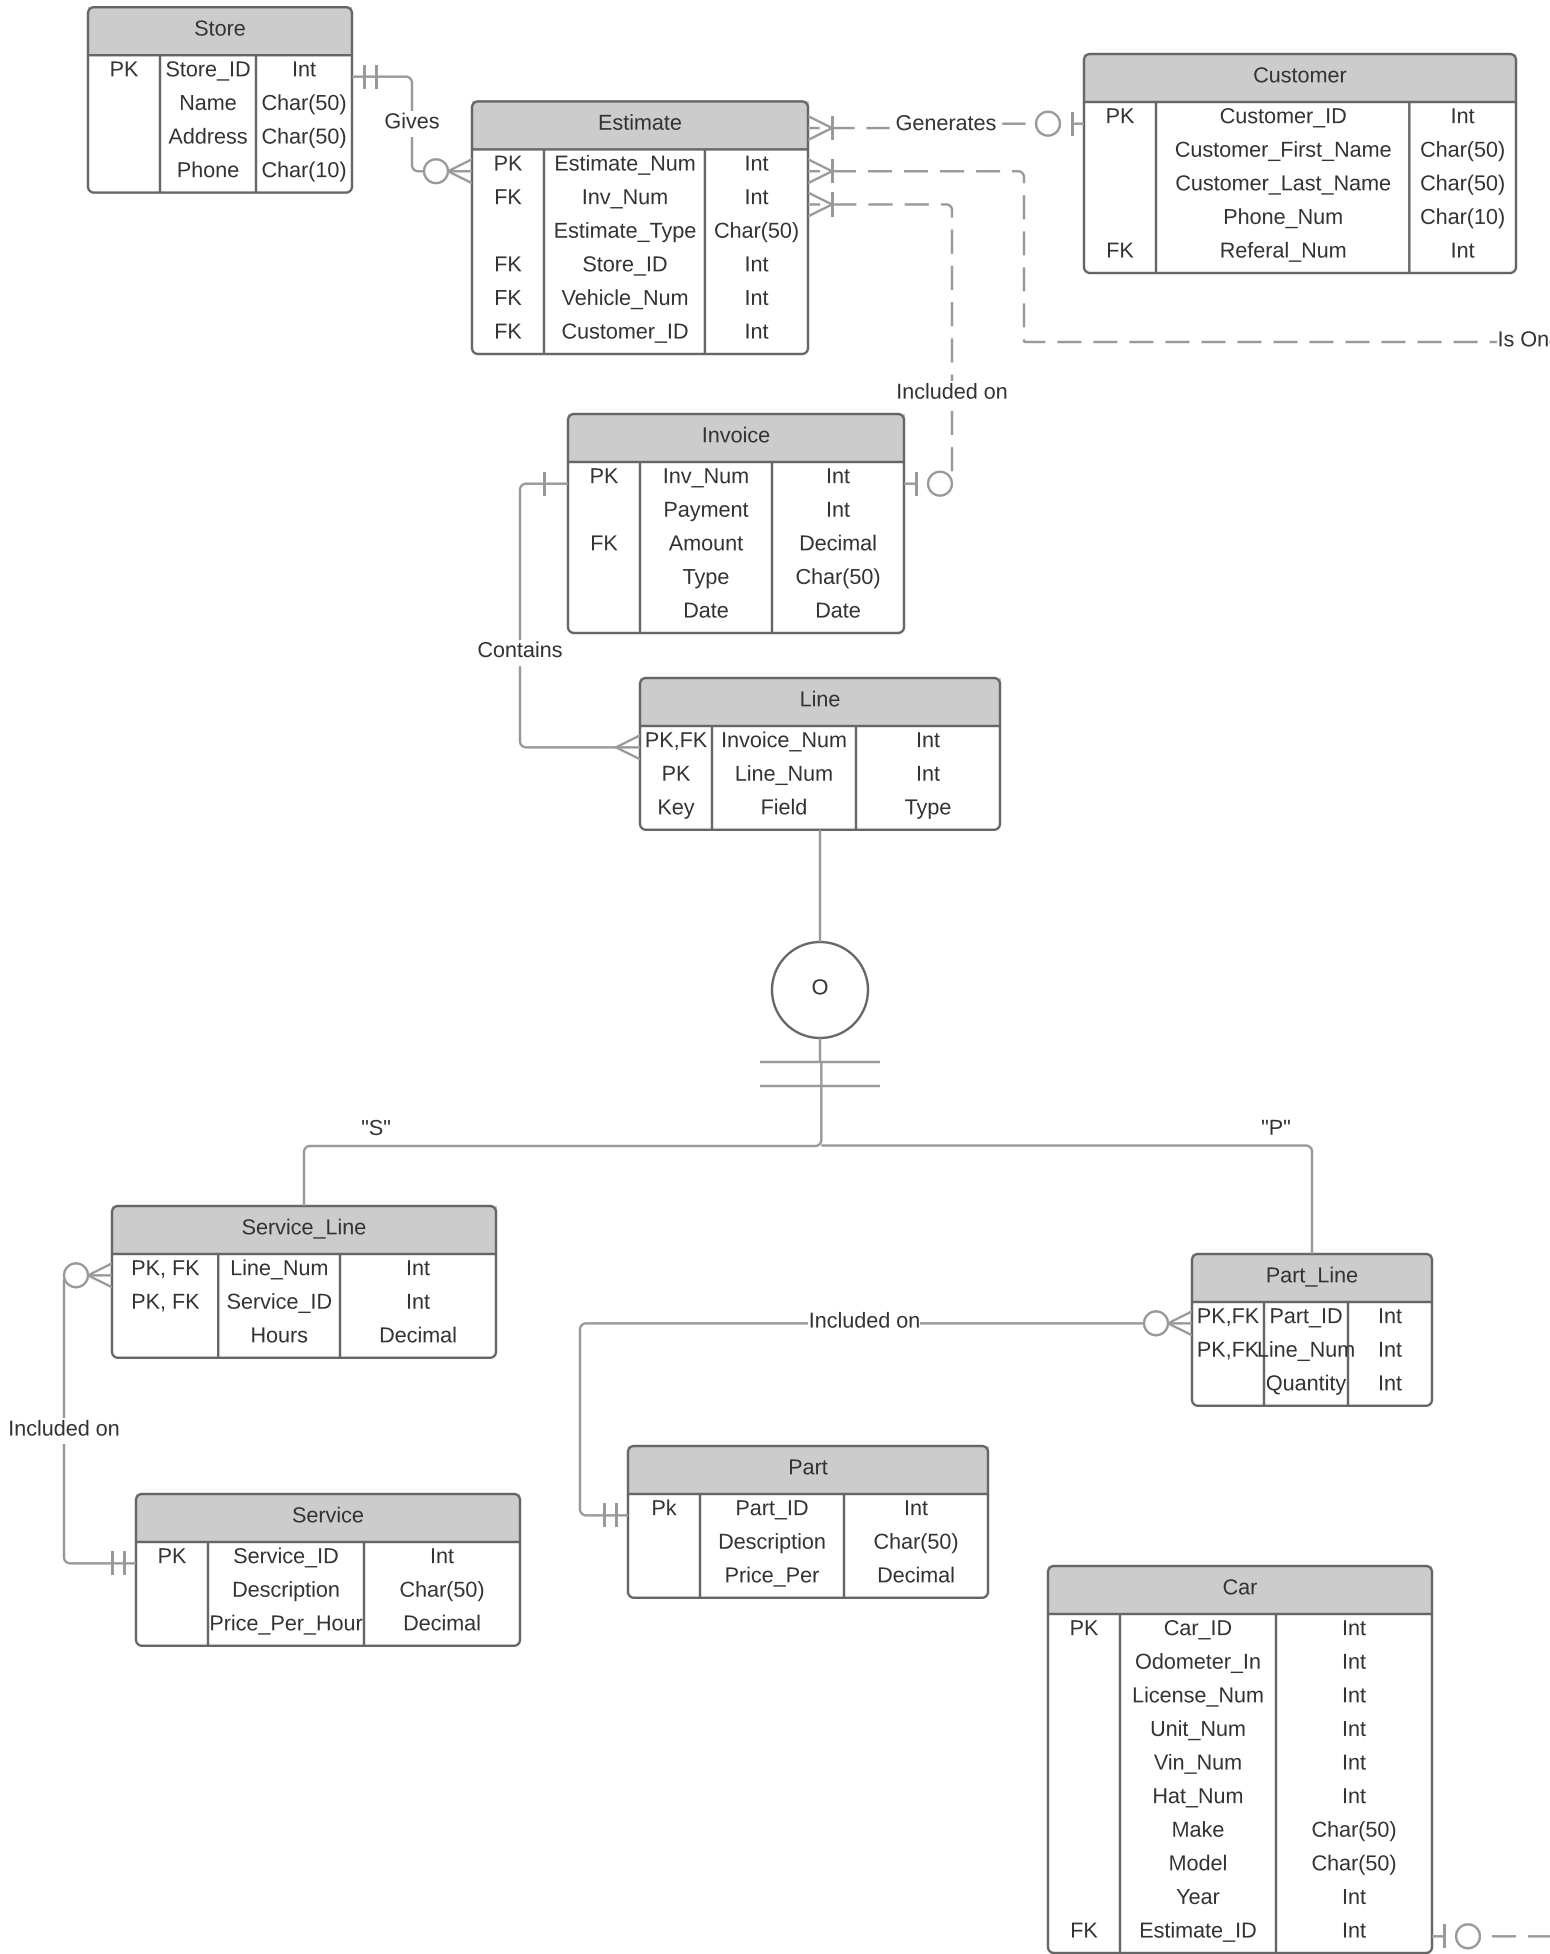 Store
PK Store_ID Int
Name Char(50)
Address Char(50)
Phone Char(10)
Gives
Estimate
PK Estimate_Num Int
FK Inv_Num Int
Estimate_Type Char(50)
FK Store_ID Int
FK Vehicle_Num Int
FK Customer_ID Int
Generates
Customer
PK Customer_ID Int
Customer_First_Name Char(50)
Customer_Last_Name Char(50)
Phone_Num Char(10)
FK Referal_Num Int
Is On
Included on
Invoice
PK Inv_Num Int
Payment Int
FK Amount Decimal
Type Char(50)
Date Date
Contains
Line
PK,FK Invoice_Num Int
PK Line_Num Int
Key Field Type
O
"S"
"P"
Service_Line
PK, FK Line_Num Int
PK, FK Service_ID Int
Hours Decimal
Part_Line
PK,FK Part_ID Int
PK,FK Line_Num Int
Quantity Int
Included on
Included on
Service
PK Service_ID Int
Description Char(50)
Price_Per_Hour Decimal
Part
Pk Part_ID Int
Description Char(50)
Price_Per Decimal
Car
PK Car_ID Int
Odometer_In Int
License_Num Int
Unit_Num Int
Vin_Num Int
Hat_Num Int
Make Char(50)
Model Char(50)
Year Int
FK Estimate_ID Int